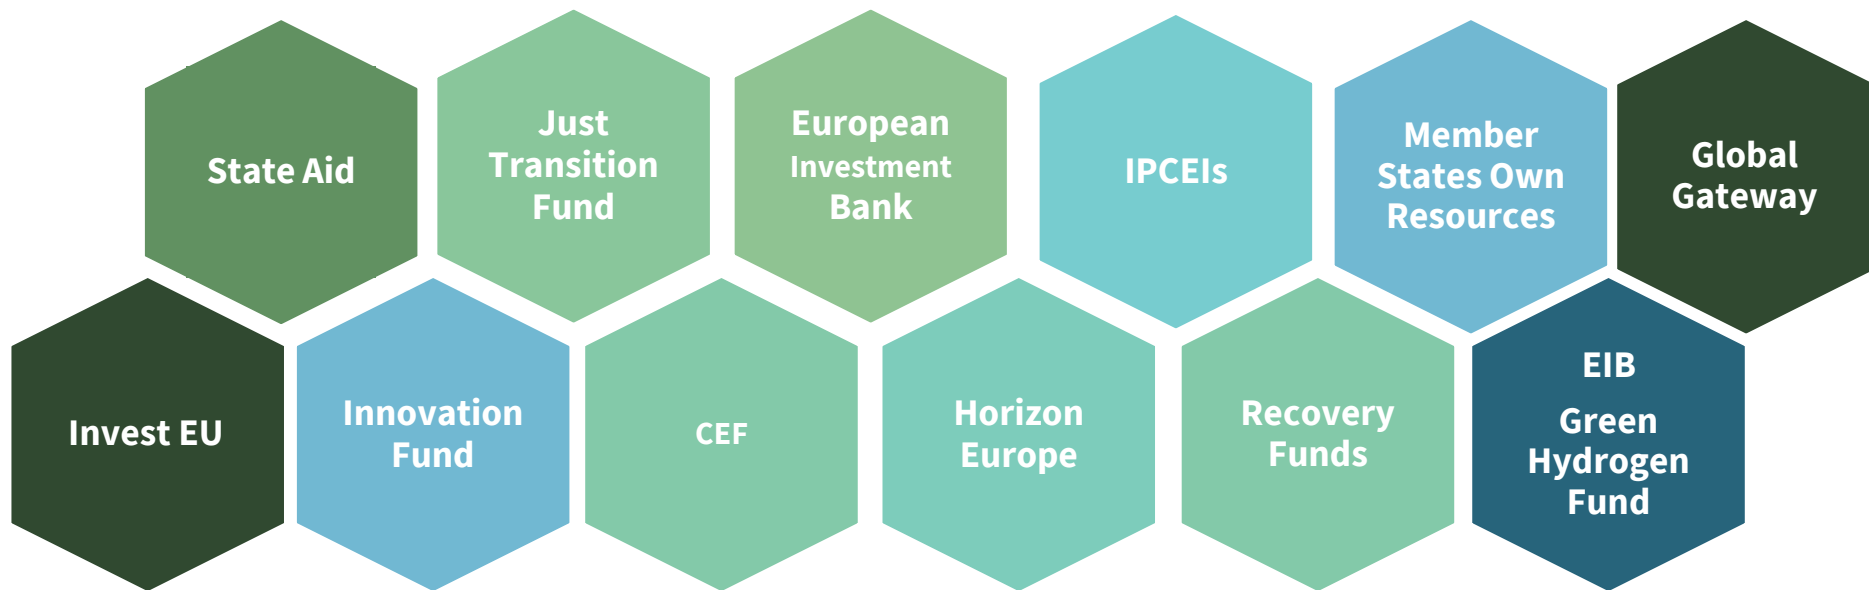 State Aid
Just
Transition
Fund
European
Investment
Bank
IPCEIs
Member
States Own
Resources
Global
Gateway
Invest EU
Innovation
Fund
CEF
Horizon
Europe
Recovery
Funds
EIB
Green
Hydrogen
Fund